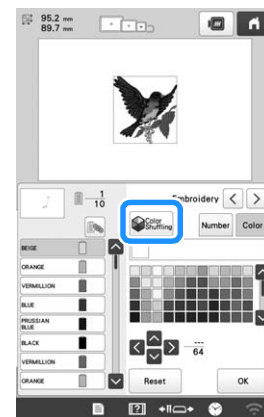 95.2 mm
89.7 mm
1
10
Embroidery
Color Shuffling
Number
Color
BEIGE
ORANGE
VERMILLION
BLUE
PRUSSIAN BLUE
BLACK
VERMILLION
ORANGE
---
64
Reset
OK